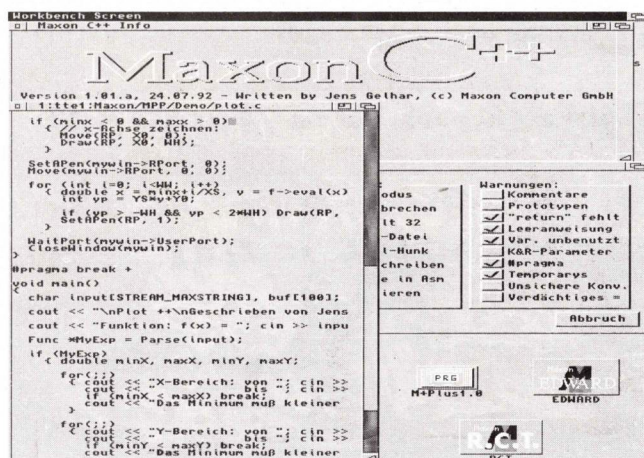 Workbench Screen
Maxon C++ Info
Maxon C++
Version 1.01.a, 24.07.92 - Written by Jens Gelhar, (c) Maxon Computer GmbH
1:tte1:Maxon/MPP/Demo/plot.c
if (minx < 0 && maxx > 0)
{ // x-Achse zeichnen:
Move(RP, X0, 0);
Draw(RP, X0, WH);
}
SetAPen(mywin->RPort, 0);
Move(mywin->RPort, 0, 0);
for (int i=0; i<WW; i++)
{ double x = minx+i/XS, y = f->eval(x)
int yp = YS*y+Y0;
if (yp > -WH && yp < 2*WH) Draw(RP,
SetAPen(RP, 1);
}
WaitPort(mywin->UserPort);
CloseWindow(mywin);
}
#pragma break +
void main()
{
char input[STREAM_MAXSTRING], buf[100];
cout << "\nPlot ++\nGeschrieben von Jens
cout << "Funktion: f(x) = "; cin >> inpu
Func *MyExp = Parse(input);
if (MyExp)
{ double minX, maxX, minY, maxY;
for(;;)
{ cout << "X-Bereich: von "; cin >>
cout << " bis "; cin >>
if (minX < maxX) break;
cout << "Das Minimum muß kleiner
}
for(;;)
{ cout << "Y-Bereich: von "; cin >>
cout << " bis "; cin >>
if (minY < maxY) break;
cout << "Das Minimum muß kleiner
s.
odus
brechen
lt 32
-Datei
l-Hunk
chreiben
e in Asm
ieren
Warnungen:
Kommentare
Prototypen
"return" fehlt
Leeranweisung
Var. unbenutzt
K&R-Parameter
#pragma
Temporarys
Unsichere Konv.
Verdächtiges =
Abbruch
PRG
M+Plus1.0
EDWARD
EDWARD
R.C.T.